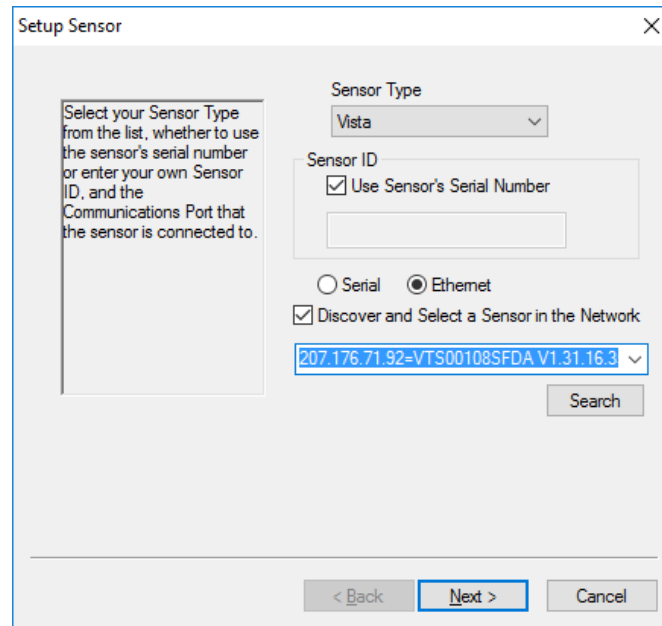 Setup Sensor
Select your Sensor Type
from the list, whether to use
the sensor's serial number
or enter your own Sensor
ID, and the
Communications Port that
the sensor is connected to.
Sensor Type
Vista
Sensor ID
Use Sensor's Serial Number
Serial
Ethernet
Discover and Select a Sensor in the Network
207.176.71.92=VTS00108SFDA V1.31.16.3
Search
< Back
Next >
Cancel